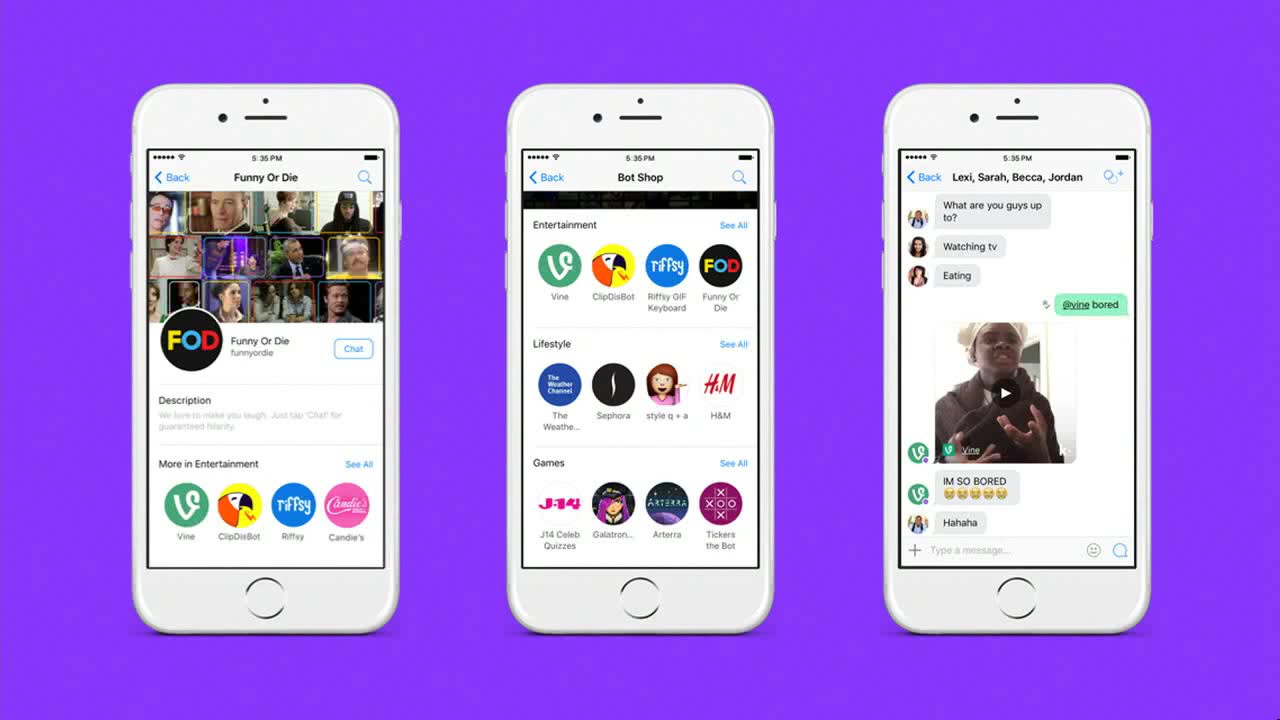 5:35 PM
Back
Funny Or Die
FOD
Funny Or Die
funnyordie
Chat
Description
We love to make you laugh. Just tap 'Chat' for
guaranteed hilarity.
More in Entertainment
See All
Riffsy
Candie's
Vine
ClipDisBot
Riffsy
Candie's
5:35 PM
Back
Bot Shop
Entertainment
See All
Riffsy
FOD
Vine
ClipDisBot
Riffsy GIF
Keyboard
Funny Or
Die
Lifestyle
See All
The
Weather
Channel
H&M
The
Weathe...
Sephora
style q + a
H&M
Games
See All
J-14
ARTERRA
XOOX
J14 Celeb
Quizzes
Galatron...
Arterra
Tickers
the Bot
5:35 PM
Back
Lexi, Sarah, Becca, Jordan
What are you guys up
to?
Watching tv
Eating
@vine bored
Vine
IM SO BORED
Hahaha
Type a message...